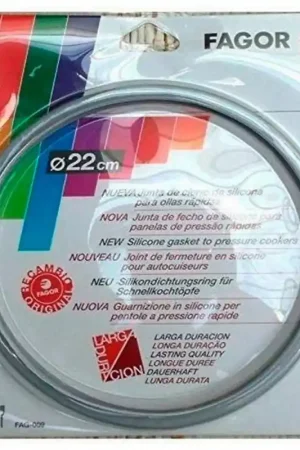 FAGOR
Ø22cm
NUEVA Junta de cierre de silicona
para ollas rápidas
NOVA Junta de fecho de silicone para
panelas de pressão rápidas
NEW Silicone gasket to pressure cookers
NOUVEAU Joint de fermeture en silicone
pour autocuiseurs
NEU Silikondichtungsring für
Schnellkochtöpfe
NUOVA Guarnizione in silicone per
pentole a pressione rapide
RECAMBIO
FAGOR
ORIGINAL
LARGA
DURACION
LARGA DURACION
LONGA DURAÇÃO
LASTING QUALITY
LONGUE DUREE
DAUERHAFT
LUNGA DURATA
FAG-009